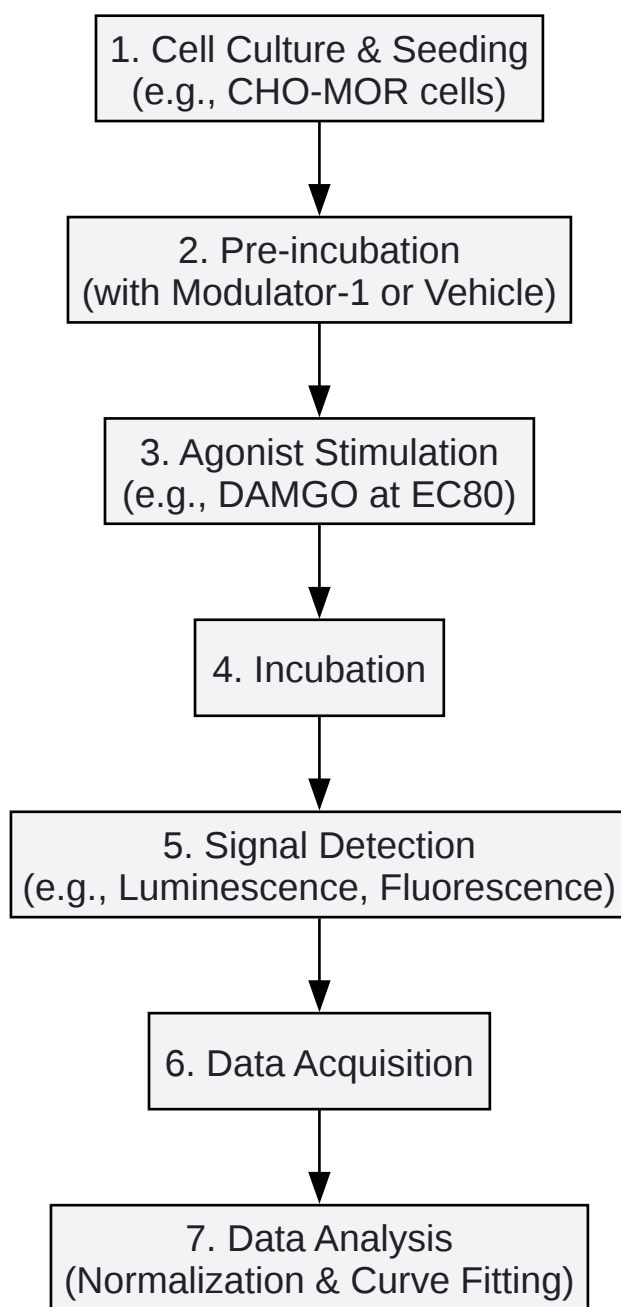 1. Cell Culture & Seeding
(e.g., CHO-MOR cells)
2. Pre-incubation
(with Modulator-1 or Vehicle)
3. Agonist Stimulation
(e.g., DAMGO at EC80)
4. Incubation
5. Signal Detection
(e.g., Luminescence, Fluorescence)
6. Data Acquisition
7. Data Analysis
(Normalization & Curve Fitting)